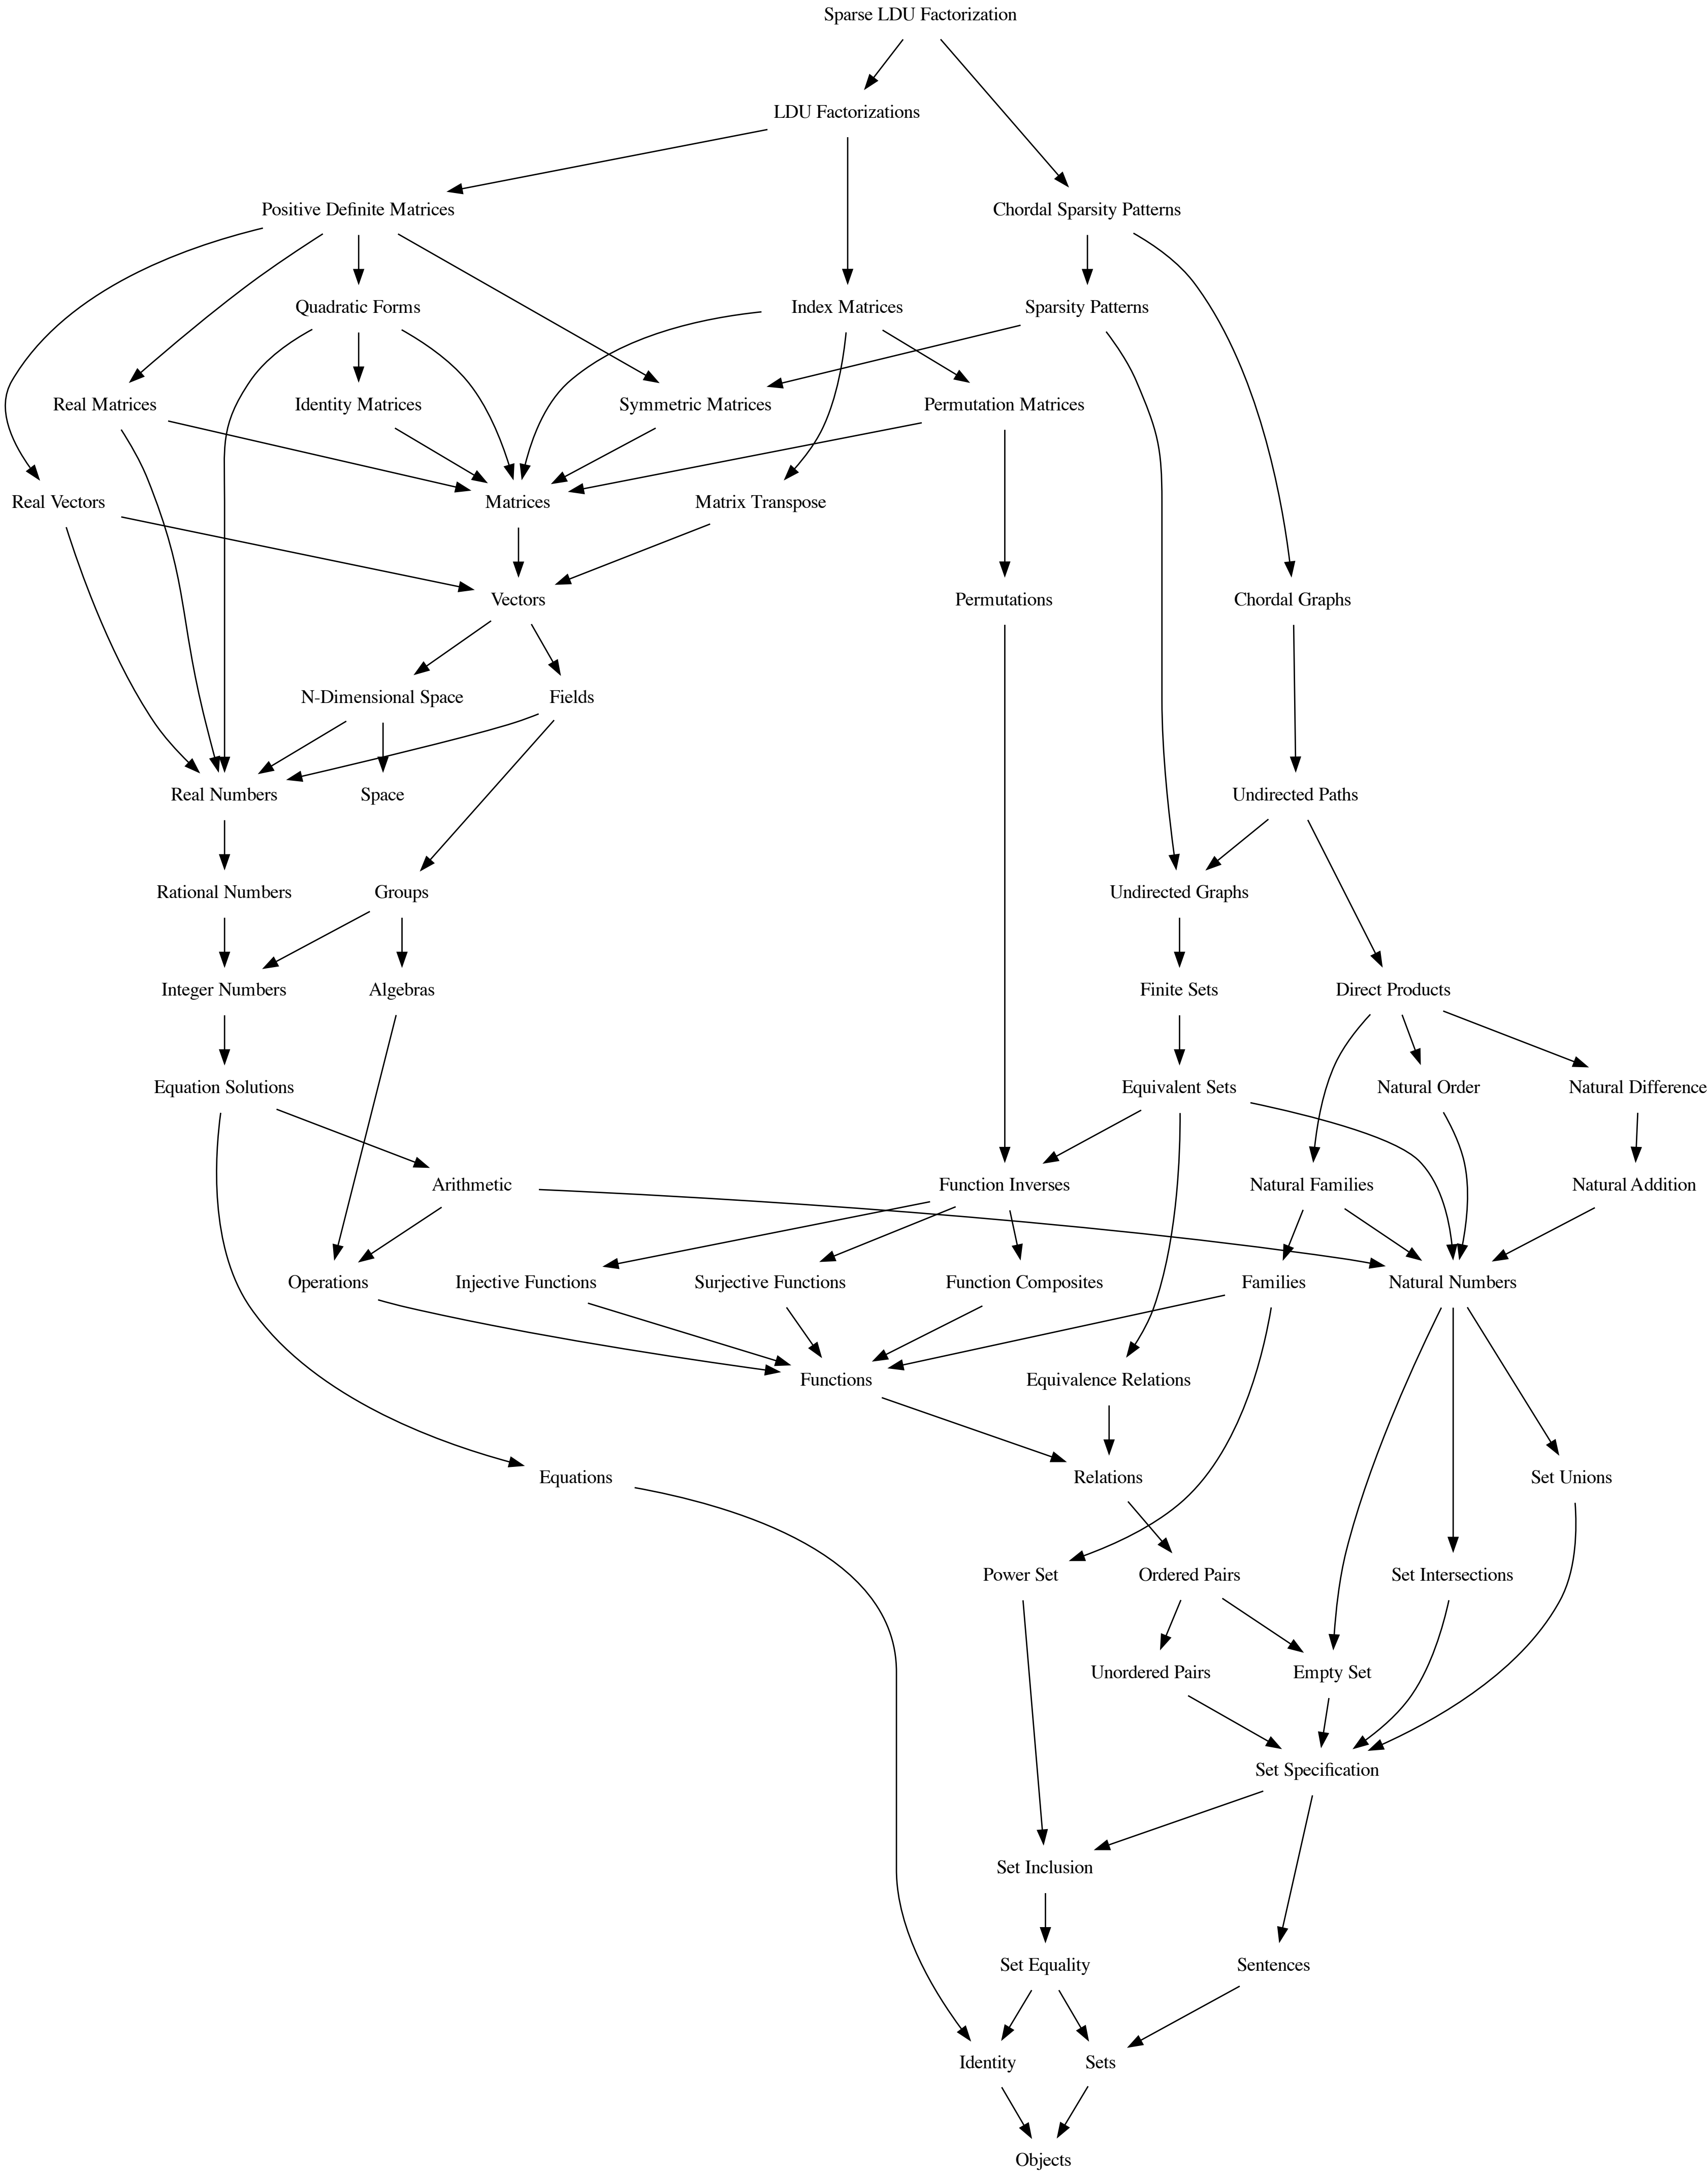 Sparse LDU Factorization
LDU Factorizations
Positive Definite Matrices
Chordal Sparsity Patterns
Quadratic Forms
Index Matrices
Sparsity Patterns
Real Matrices
Identity Matrices
Symmetric Matrices
Permutation Matrices
Real Vectors
Matrices
Matrix Transpose
Vectors
Permutations
Chordal Graphs
N-Dimensional Space
Fields
Real Numbers
Space
Undirected Paths
Rational Numbers
Groups
Undirected Graphs
Integer Numbers
Algebras
Finite Sets
Direct Products
Equation Solutions
Equivalent Sets
Natural Order
Natural Difference
Arithmetic
Function Inverses
Natural Families
Natural Addition
Operations
Injective Functions
Surjective Functions
Function Composites
Families
Natural Numbers
Functions
Equivalence Relations
Equations
Relations
Set Unions
Power Set
Ordered Pairs
Set Intersections
Unordered Pairs
Empty Set
Set Specification
Set Inclusion
Set Equality
Sentences
Identity
Sets
Objects